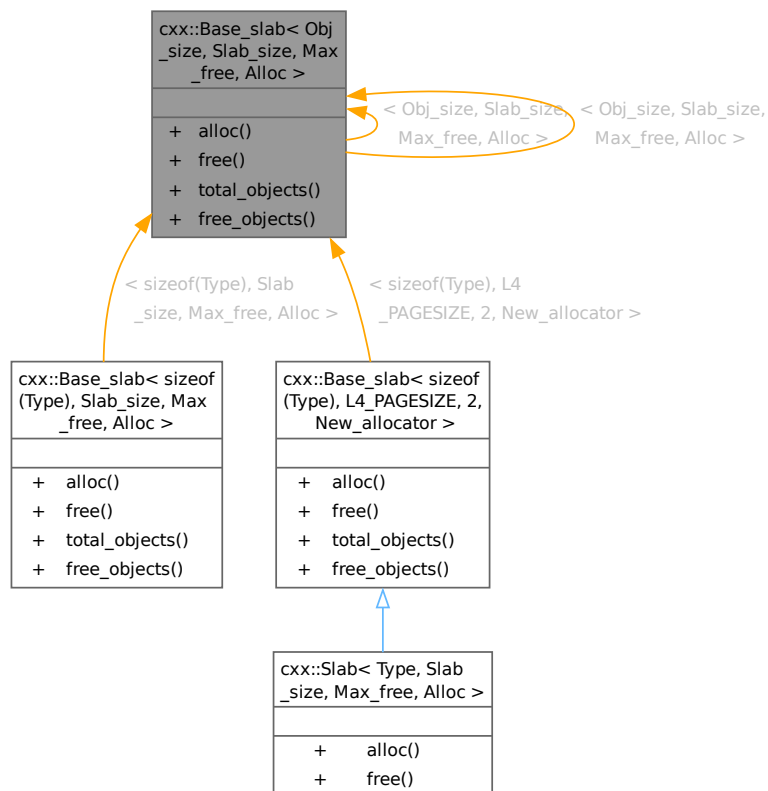 cxx::Base_slab< Obj
_size, Slab_size, Max
_free, Alloc >
+ alloc()
+ free()
+ total_objects()
+ free_objects()
< Obj_size, Slab_size,
Max_free, Alloc >
< Obj_size, Slab_size,
Max_free, Alloc >
< sizeof(Type), Slab
_size, Max_free, Alloc >
< sizeof(Type), L4
_PAGESIZE, 2, New_allocator >
cxx::Base_slab< sizeof
(Type), Slab_size, Max
_free, Alloc >
+ alloc()
+ free()
+ total_objects()
+ free_objects()
cxx::Base_slab< sizeof
(Type), L4_PAGESIZE, 2,
New_allocator >
+ alloc()
+ free()
+ total_objects()
+ free_objects()
cxx::Slab< Type, Slab
_size, Max_free, Alloc >
+ alloc()
+ free()